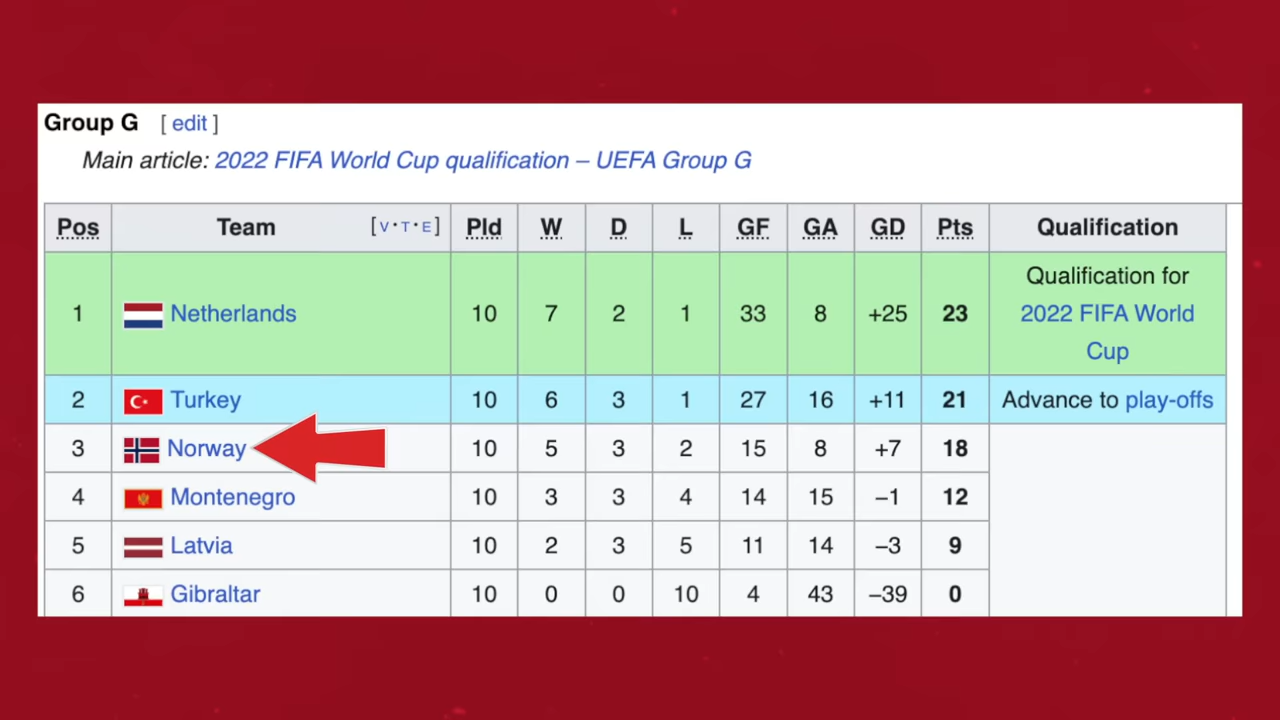 Group G [ edit ]
Main article: 2022 FIFA World Cup qualification – UEFA Group G
Pos Team [V·T·E] Pld W D L GF GA GD Pts Qualification
1 Netherlands 10 7 2 1 33 8 +25 23 Qualification for
2022 FIFA World
Cup
2 Turkey 10 6 3 1 27 16 +11 21 Advance to play-offs
3 Norway 10 5 3 2 15 8 +7 18
4 Montenegro 10 3 3 4 14 15 −1 12
5 Latvia 10 2 3 5 11 14 −3 9
6 Gibraltar 10 0 0 10 4 43 −39 0